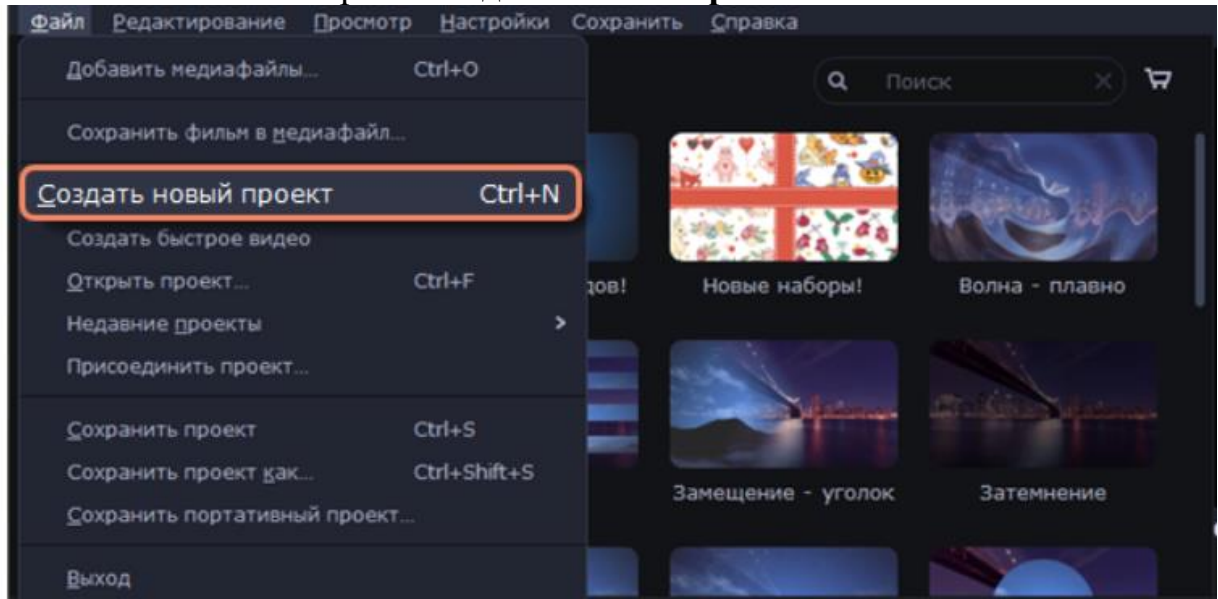 Файл Редактирование Просмотр Настройки Сохранить Справка
Добавить медиафайлы... Ctrl+O
Поиск
Сохранить фильм в медиафайл...
Создать новый проект Ctrl+N
Создать быстрое видео
Открыть проект... Ctrl+F
дов! Новые наборы! Волна - плавно
Недавние проекты
Присоединить проект...
Сохранить проект Ctrl+S
Сохранить проект как... Ctrl+Shift+S
Замещение - уголок Затемнение
Сохранить портативный проект...
Выход